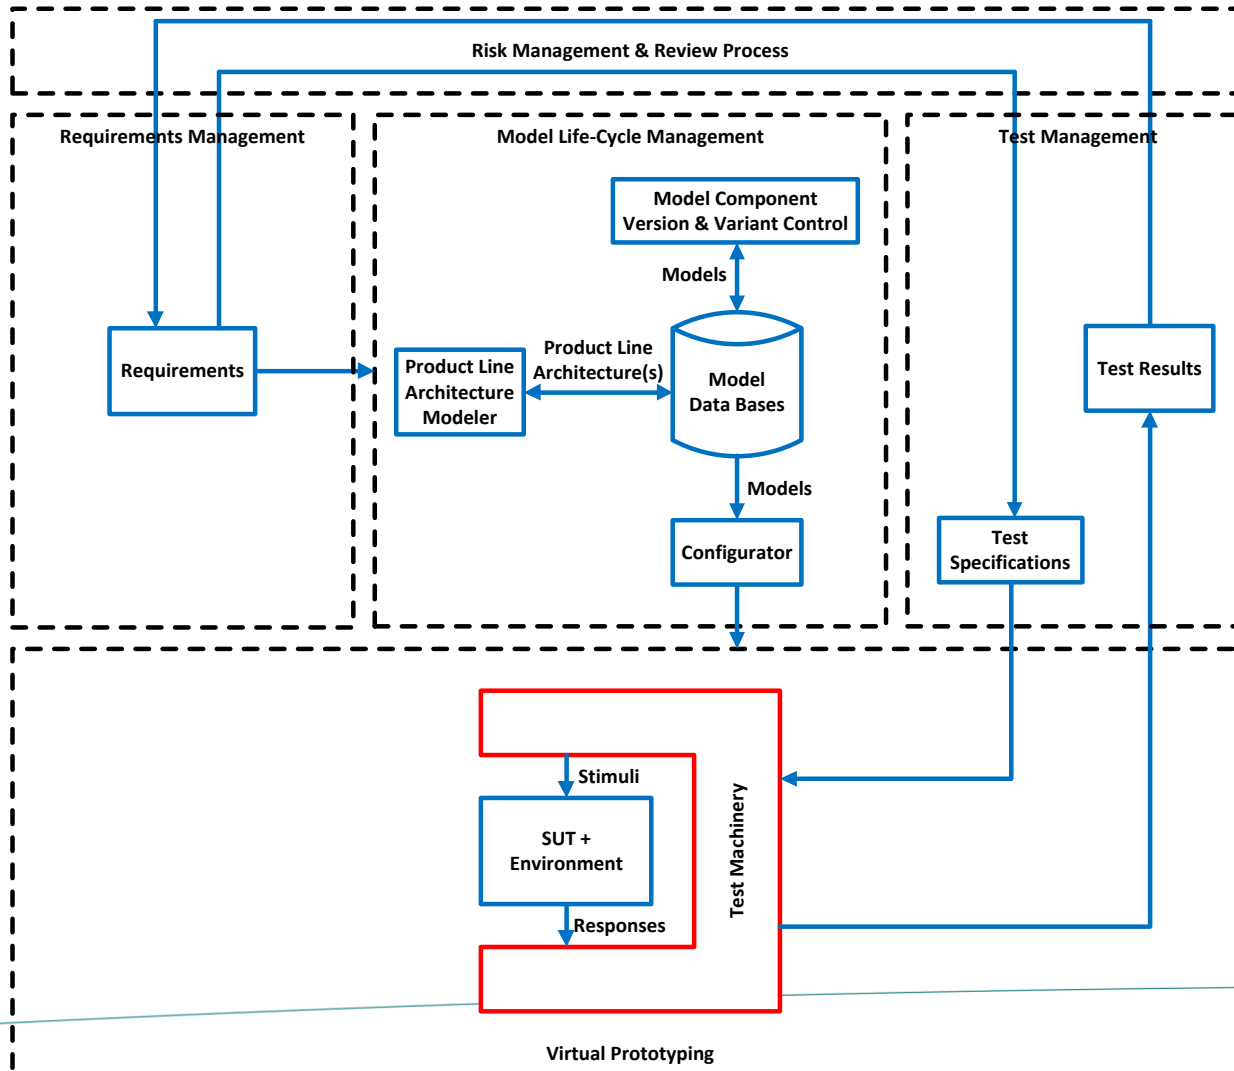 Risk Management & Review Process
Requirements Management
Model Life-Cycle Management
Test Management
Model Component
Version & Variant Control
Models
Requirements
Product Line
Architecture
Modeler
Product Line
Architecture(s)
Model
Data Bases
Test Results
Models
Configurator
Test
Specifications
Stimuli
SUT +
Environment
Responses
Test Machinery
Virtual Prototyping